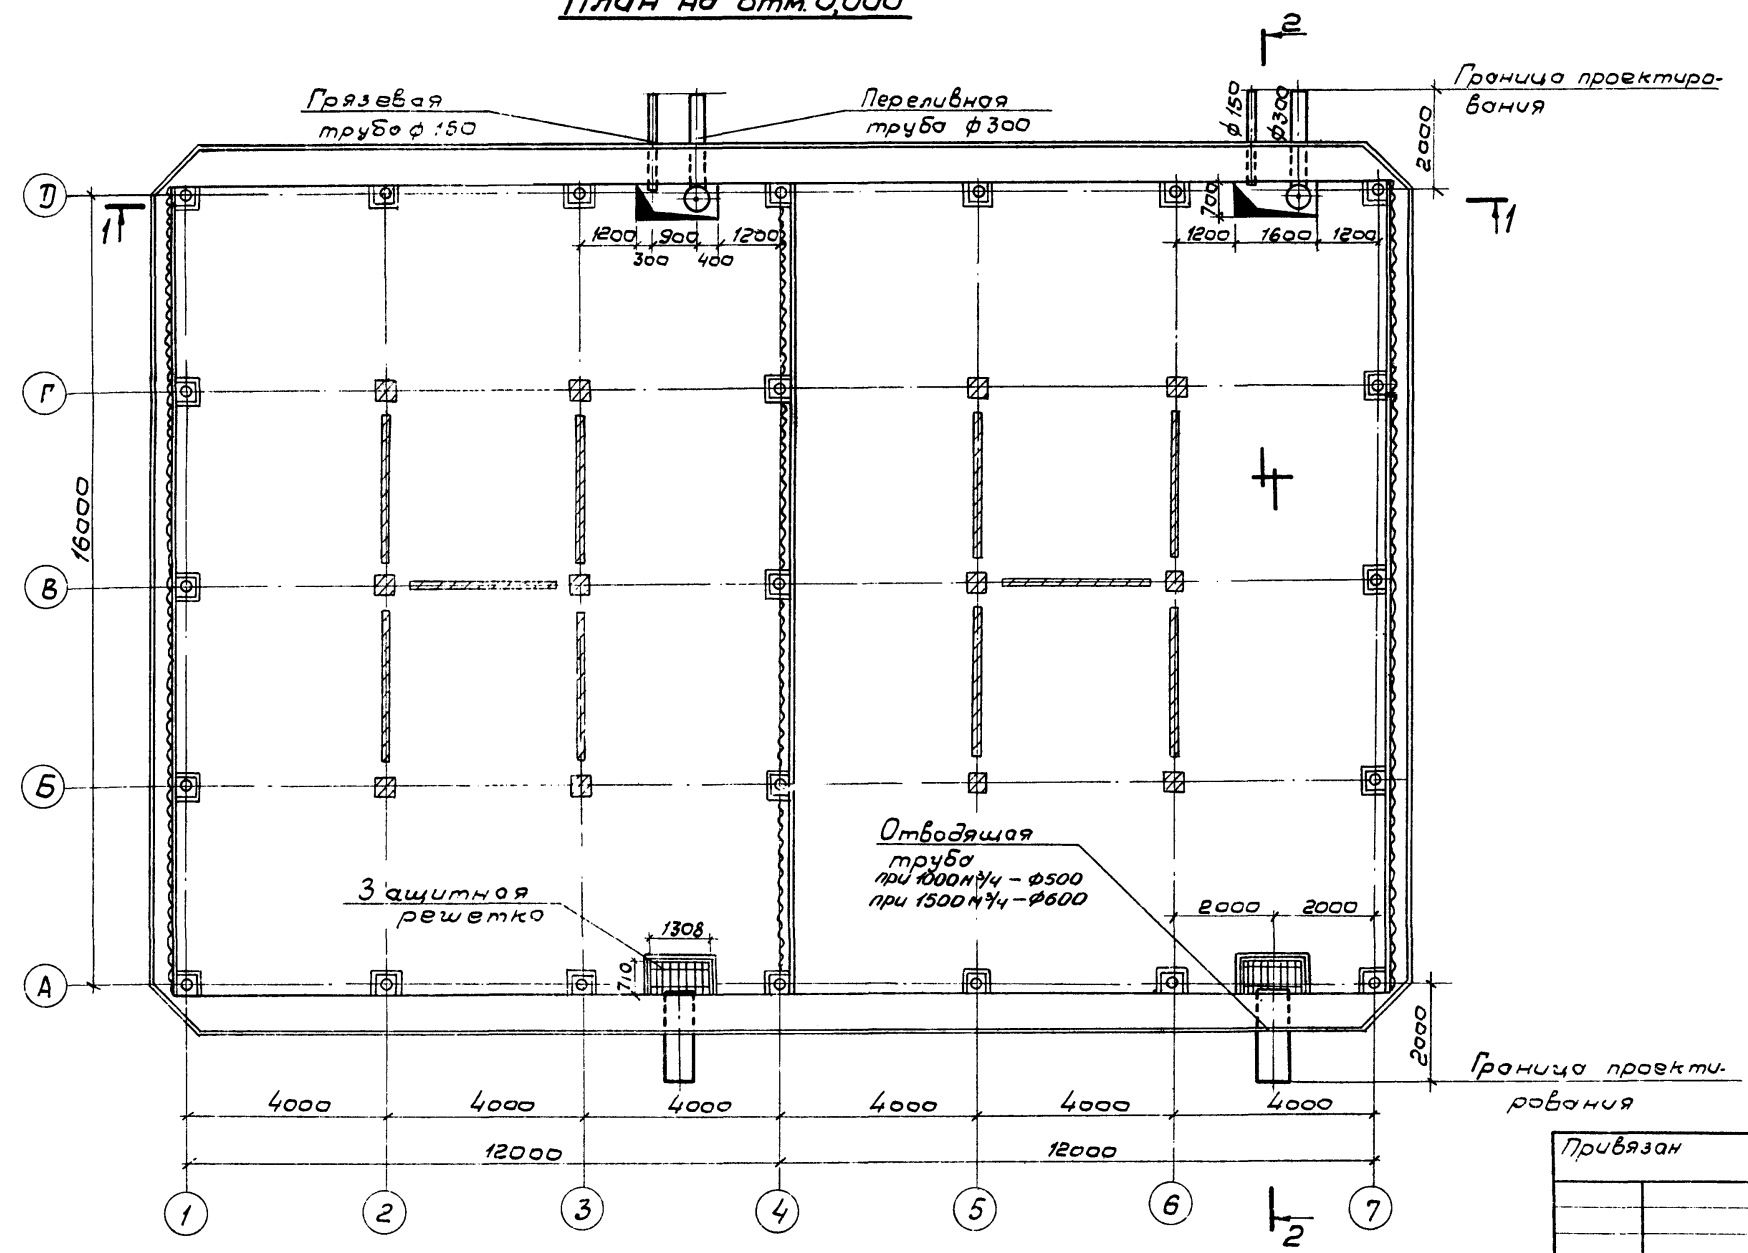 План на отм. 0,000
2
Граница проектиро-
вания
Грязевая
труба ф 150
Переливная
труба ф 300
ф150
ф300
2000
Д
1
1
700
1200
900
1200
300
400
1200
1600
1200
Г
16000
В
Б
Отводящая
труба
при 1000 м³/ч - ф500
при 1500 м³/ч - ф600
Защитная
решетка
2000
2000
1308
710
А
2000
Граница проекти-
рования
4000
4000
4000
4000
4000
4000
12000
12000
Привязан
1
2
3
4
5
6
7
2